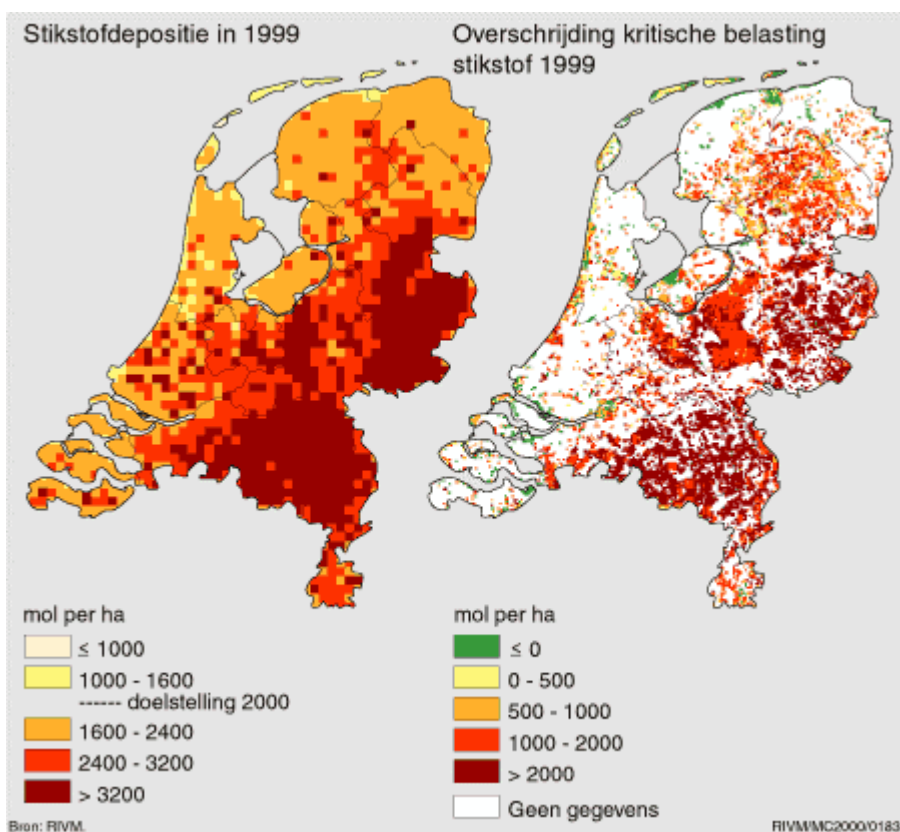 Stikstofdepositie in 1999
Overschrijding kritische belasting
stikstof 1999
mol per ha
≤ 1000
1000 - 1600
------ doelstelling 2000
1600 - 2400
2400 - 3200
> 3200
mol per ha
≤ 0
0 - 500
500 - 1000
1000 - 2000
> 2000
Geen gegevens
Bron: RIVM.
RIVM/MC2000/0183